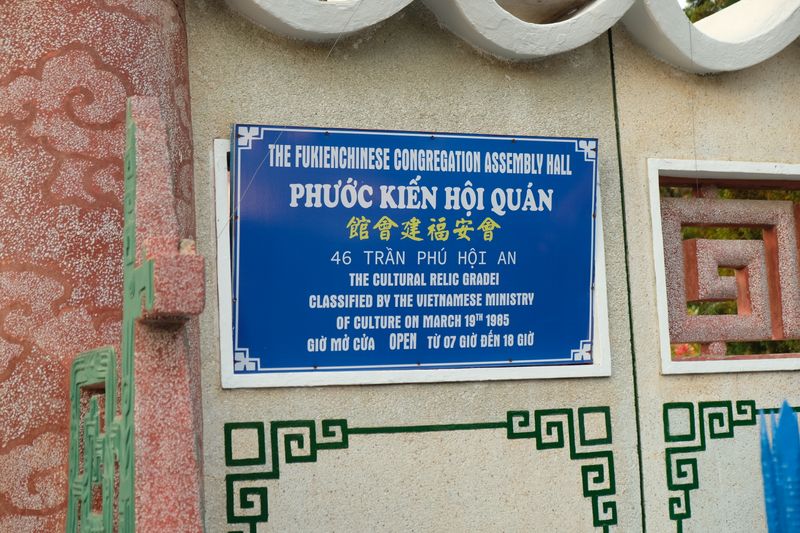 THE FUKIENCHINESE CONGREGATION ASSEMBLY HALL
PHƯỚC KIẾN HỘI QUÁN
館會建福安會
46 TRẦN PHÚ HỘI AN
THE CULTURAL RELIC GRADEI
CLASSIFIED BY THE VIETNAMESE MINISTRY
OF CULTURE ON MARCH 19TH 1985
GIỜ MỞ CỬA OPEN TỪ 07 GIỜ ĐẾN 18 GIỜ